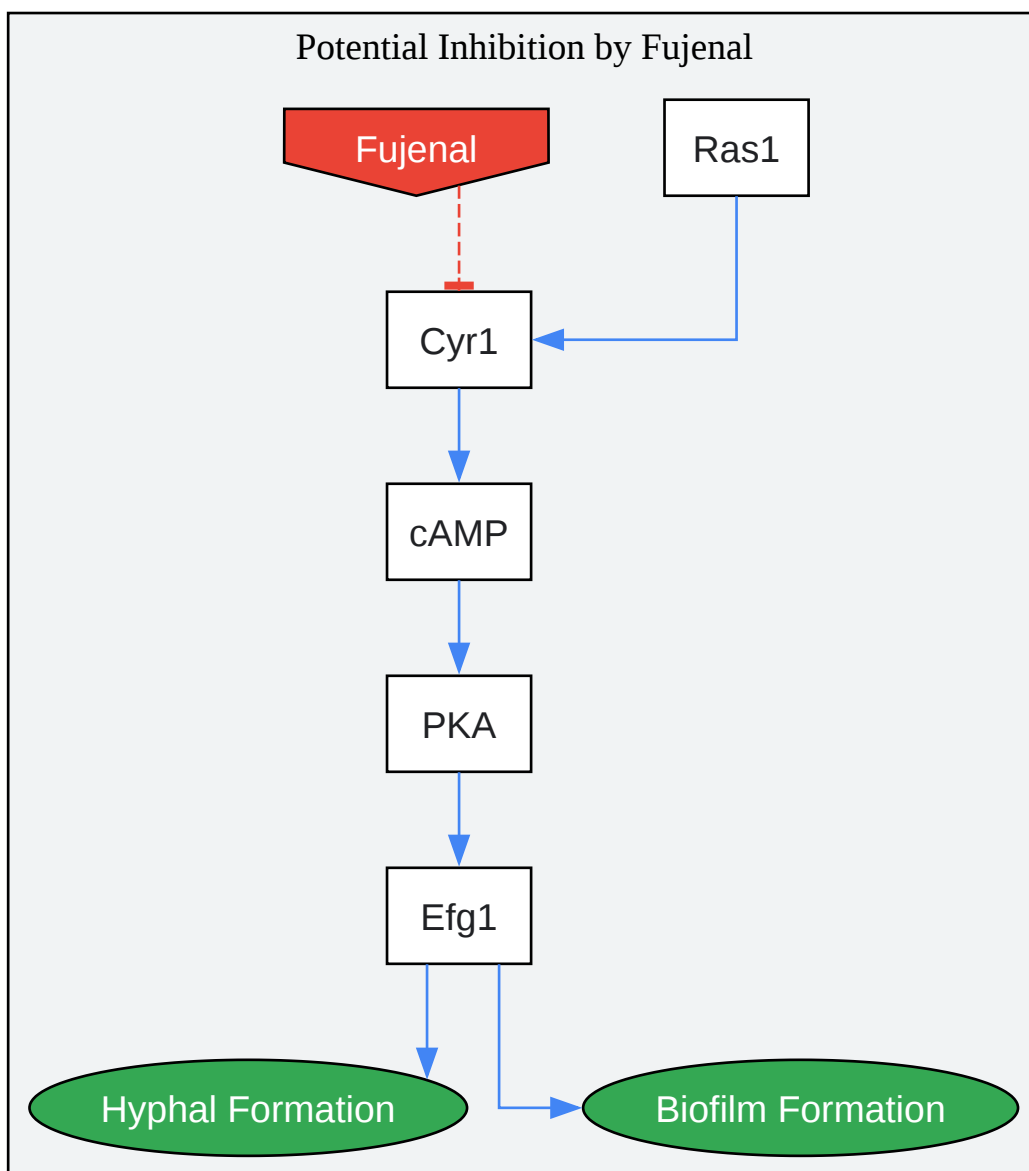 Potential Inhibition by Fujenal
Fujenal
Ras1
Cyr1
cAMP
PKA
Efg1
Hyphal Formation
Biofilm Formation